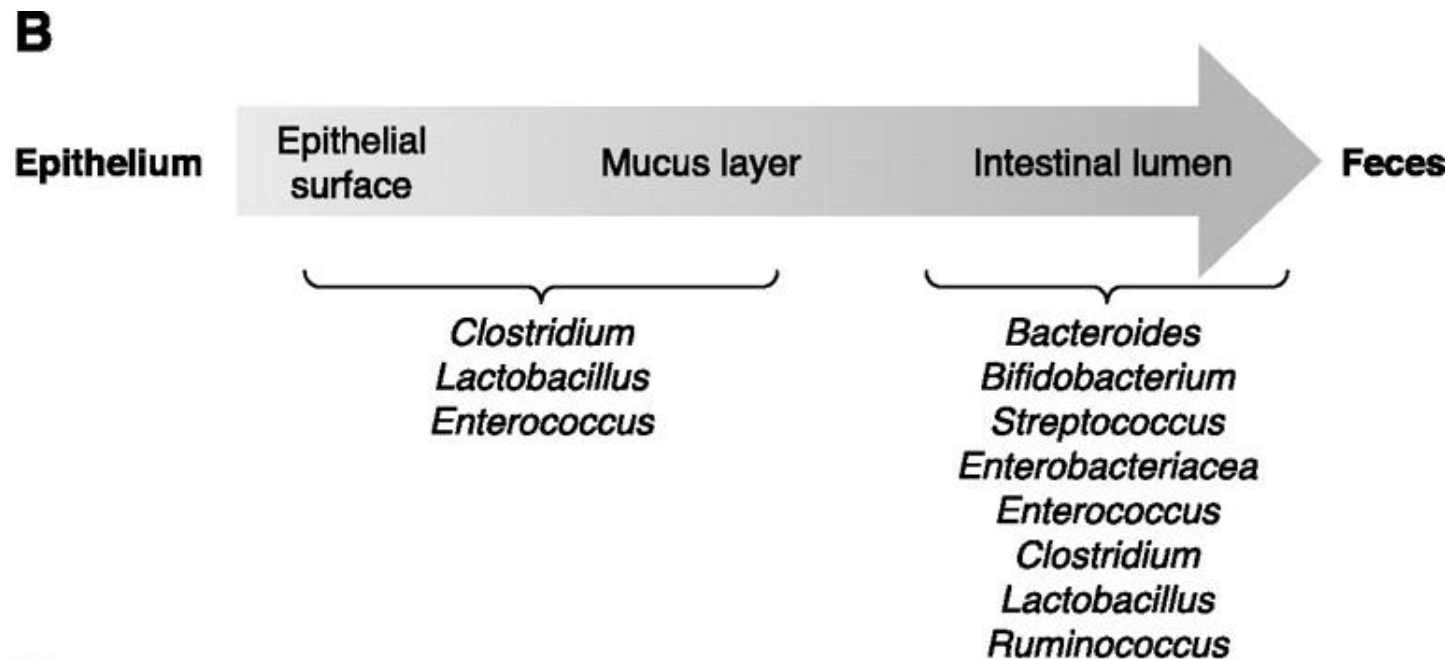 B
Epithelium
Epithelial
surface
Mucus layer
Intestinal lumen
Feces
Clostridium
Lactobacillus
Enterococcus
Bacteroides
Bifidobacterium
Streptococcus
Enterobacteriacea
Enterococcus
Clostridium
Lactobacillus
Ruminococcus